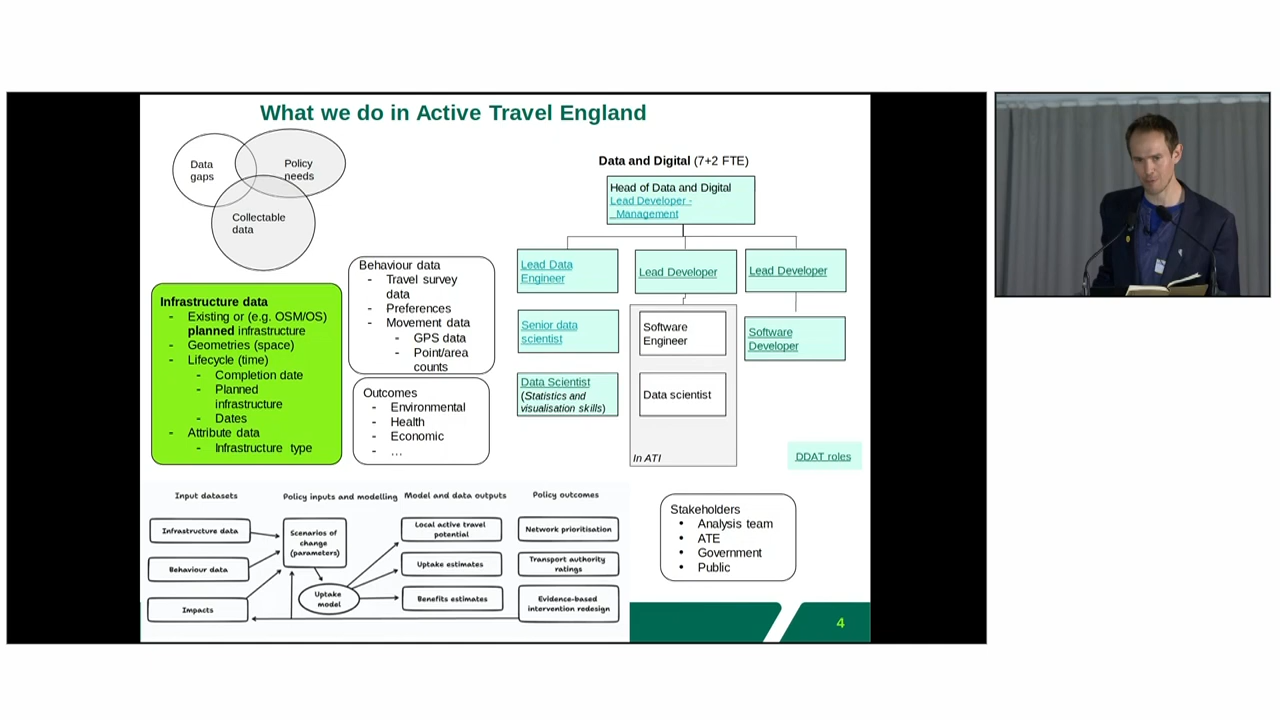 What we do in Active Travel England
Data
gaps
Policy
needs
Collectable
data
Infrastructure data
- Existing or (e.g. OSM/OS)
planned infrastructure
- Geometries (space)
- Lifecycle (time)
- Completion date
- Planned
infrastructure
- Dates
- Attribute data
- Infrastructure type
Behaviour data
- Travel survey
data
- Preferences
- Movement data
- GPS data
- Point/area
counts
Outcomes
- Environmental
- Health
- Economic
- …
Data and Digital (7+2 FTE)
Head of Data and Digital
Lead Developer -
Management
Lead Data
Engineer
Lead Developer
Lead Developer
Senior data
scientist
Software
Engineer
Software
Developer
Data Scientist
(Statistics and
visualisation skills)
Data scientist
In ATI
DDAT roles
Input datasets
Policy inputs and modelling
Model and data outputs
Policy outcomes
Infrastructure data
Behaviour data
Impacts
Scenarios of
change
(parameters)
Uptake
model
Local active travel
potential
Uptake estimates
Benefits estimates
Network prioritisation
Transport authority
ratings
Evidence-based
intervention redesign
Stakeholders
• Analysis team
• ATE
• Government
• Public
4